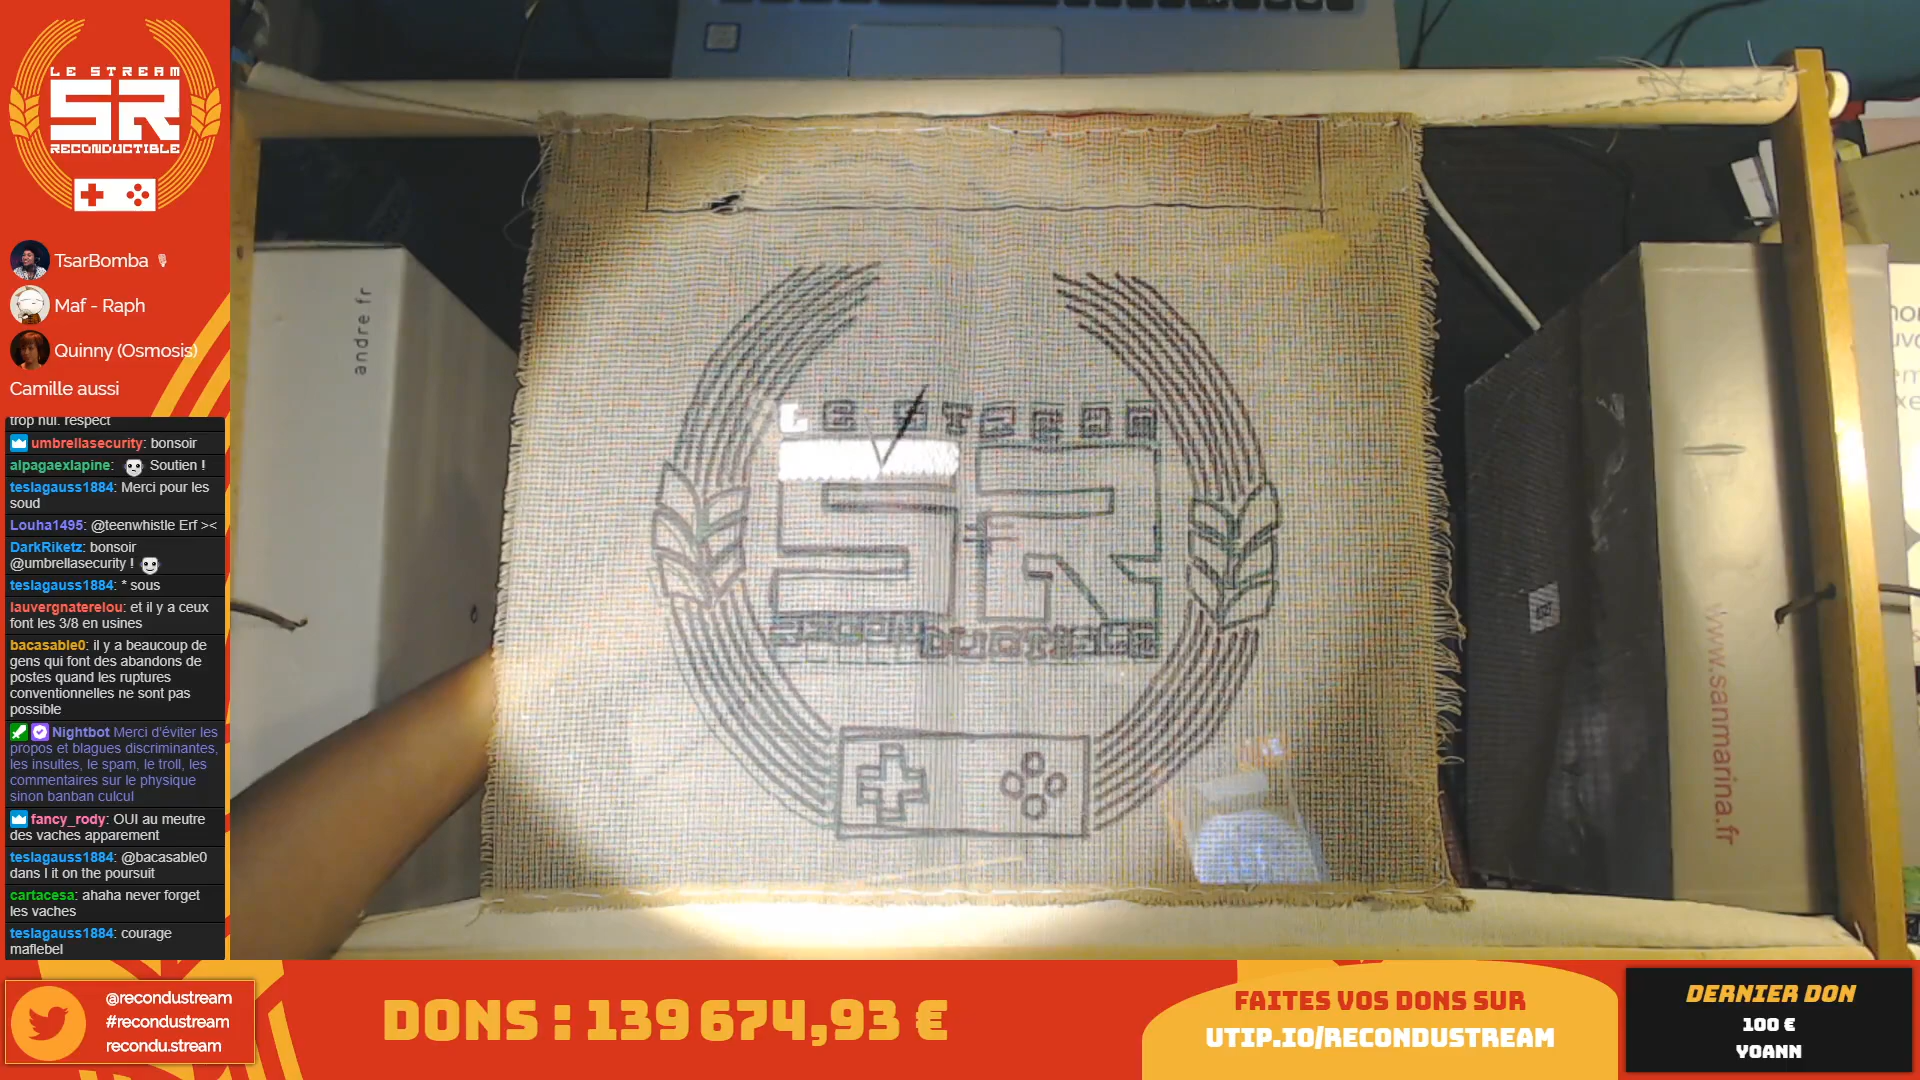 LE STREAM
SR
RECONDUCTIBLE
TsarBomba
Maf - Raph
Quinny (Osmosis)
Camille aussi
trop nul. respect
umbrellasecurity: bonsoir
alpagaexlapine: Soutien !
teslagauss1884: Merci pour les
soud
Louha1495: @teenwhistle Erf ><
DarkRiketz: bonsoir
@umbrellasecurity !
teslagauss1884: * sous
lauvergnaterelou: et il y a ceux
font les 3/8 en usines
bacasable0: il y a beaucoup de
gens qui font des abandons de
postes quand les ruptures
conventionnelles ne sont pas
possible
Nightbot Merci d'éviter les
propos et blagues discriminantes,
les insultes, le spam, le troll, les
commentaires sur le physique
sinon banban culcul
fancy_rody: OUI au meutre
des vaches apparement
teslagauss1884: @bacasable0
dans l it on the poursuit
cartacesa: ahaha never forget
les vaches
teslagauss1884: courage
maflebel
andre fr
LE STREAM
SR
RECONDUCTIBLE
www.sanmarina.fr
@recondustream
#recondustream
recondu.stream
DONS : 139 674,93 €
FAITES VOS DONS SUR
UTIP.IO/RECONDUSTREAM
DERNIER DON
100 €
YOANN